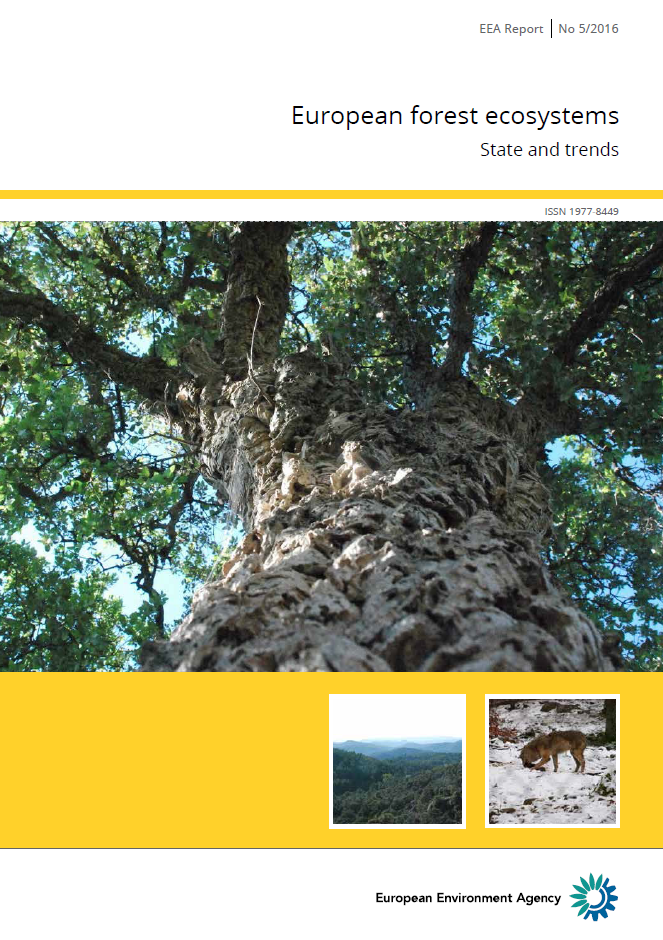 EEA Report | No 5/2016
European forest ecosystems
State and trends
ISSN 1977-8449
European Environment Agency